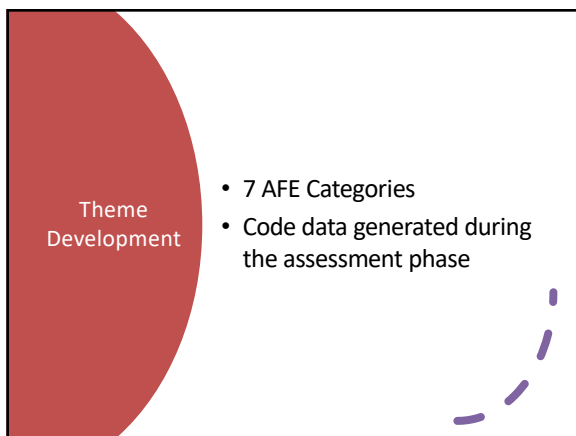 Theme
Development
• 7 AFE Categories
• Code data generated during
the assessment phase